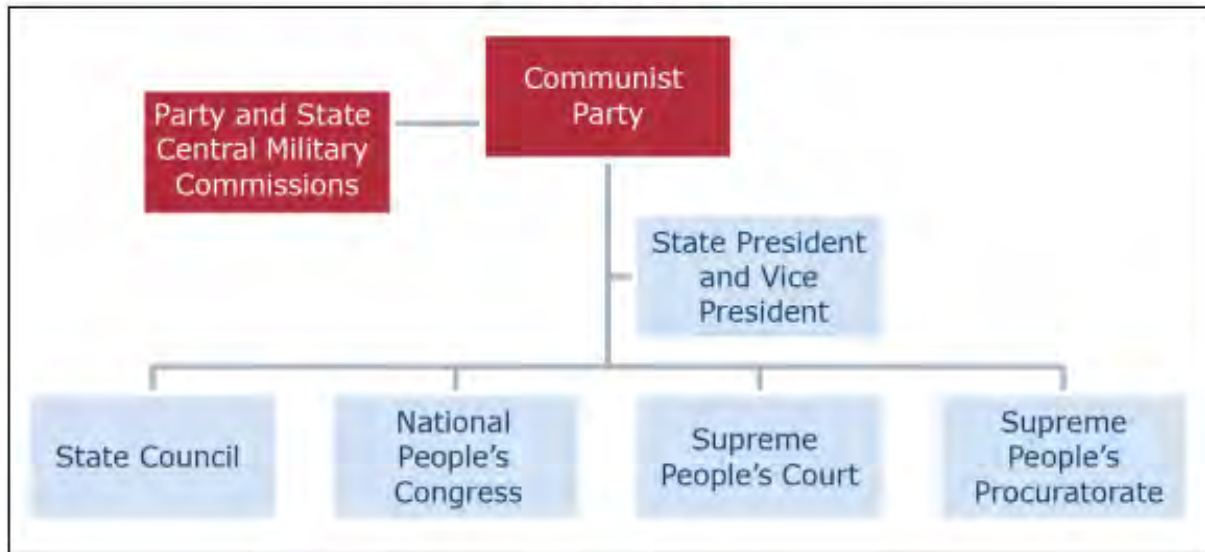 Communist
Party
Party and State
Central Military
Commissions
State President
and Vice
President
State Council
National
People's
Congress
Supreme
People's Court
Supreme
People's
Procuratorate